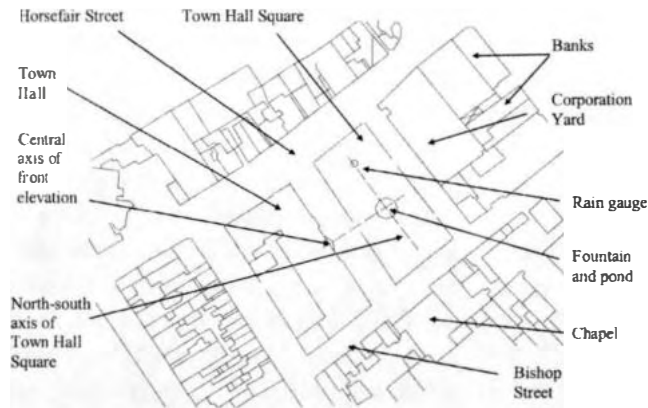 Horsefair Street
Town Hall Square
Banks
Town
Hall
Corporation
Yard
Central
axis of
front
elevation
Rain gauge
Fountain
and pond
North-south
axis of
Town Hall
Square
Chapel
Bishop
Street